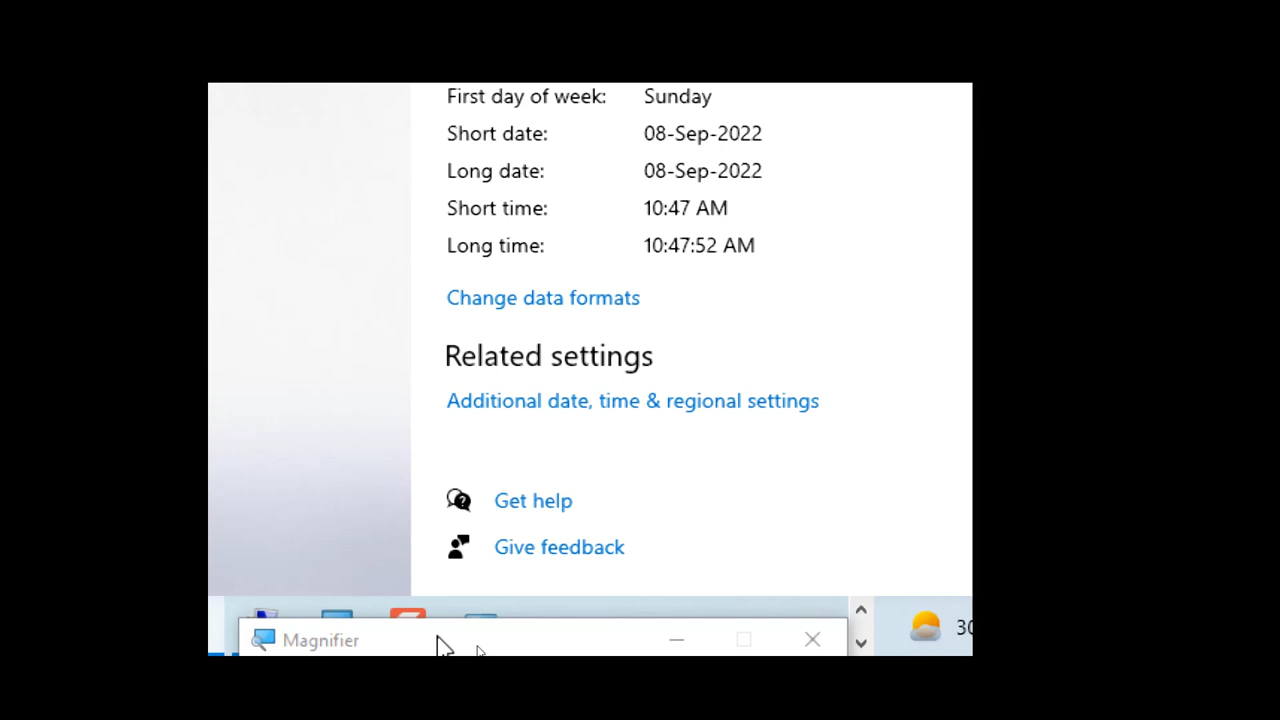 First day of week: Sunday
Short date: 08-Sep-2022
Long date: 08-Sep-2022
Short time: 10:47 AM
Long time: 10:47:52 AM
Change data formats
Related settings
Additional date, time & regional settings
Get help
Give feedback
Magnifier
30